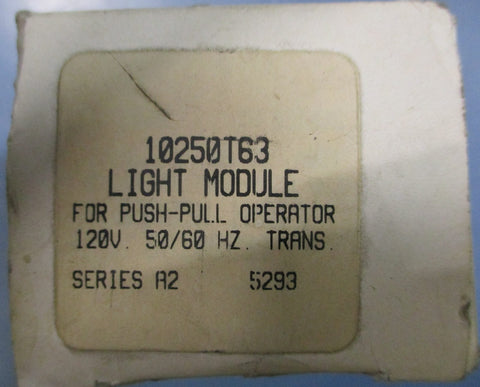 10250T63
LIGHT MODULE
FOR PUSH-PULL OPERATOR
120V. 50/60 HZ. TRANS.
SERIES A2 5293